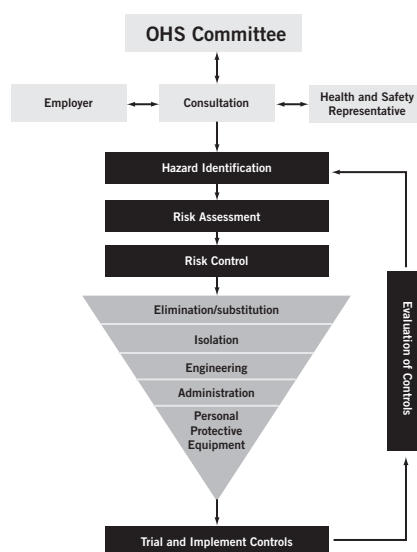 OHS Committee
Employer
Consultation
Health and Safety
Representative
Hazard Identification
Risk Assessment
Risk Control
Elimination/substitution
Isolation
Engineering
Administration
Personal
Protective
Equipment
Evaluation of Controls
Trial and Implement Controls